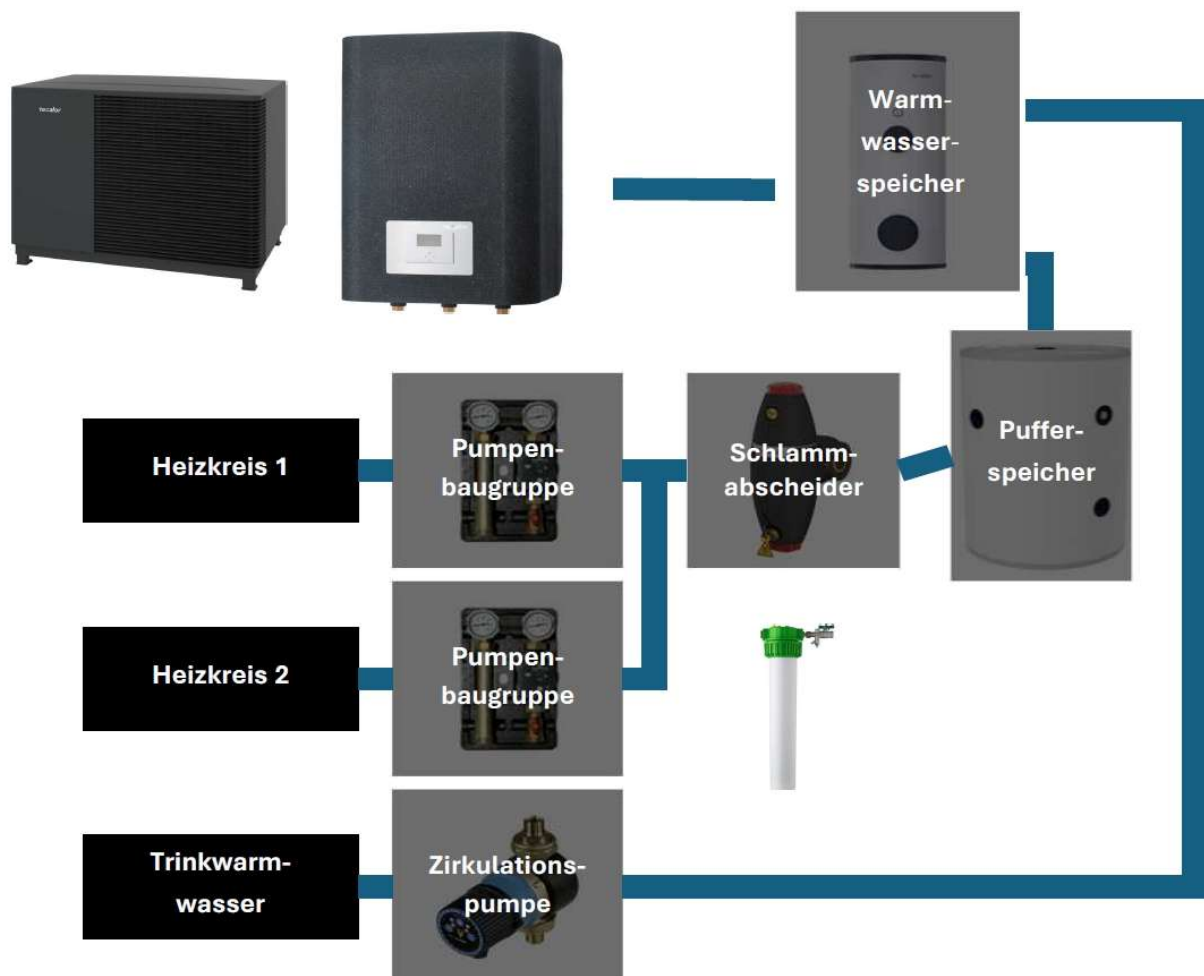 tecalor
Warm-
wasser-
speicher
Puffer-
speicher
Heizkreis 1
Pumpen-
baugruppe
Schlamm-
abscheider
Heizkreis 2
Pumpen-
baugruppe
Trinkwarm-
wasser
Zirkulations-
pumpe